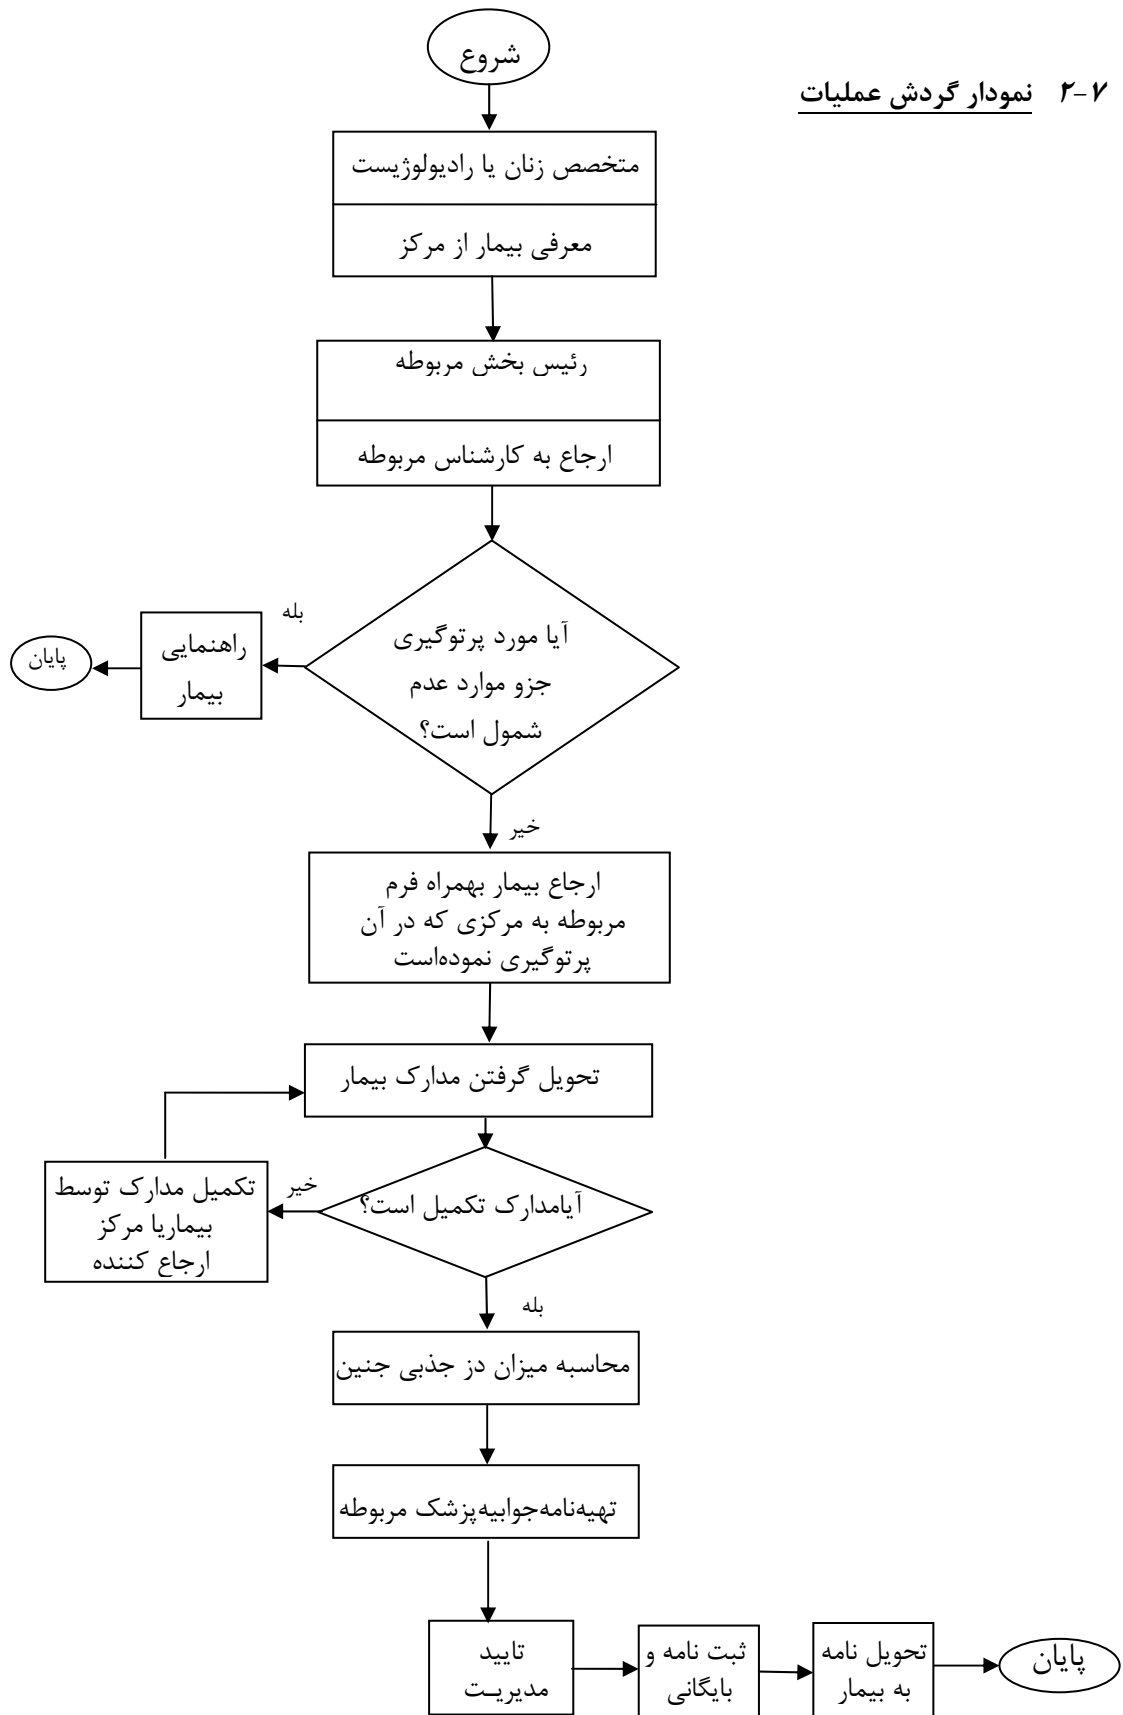 شروع
۲-۷ نمودار گردش عملیات
متخصص زنان یا رادیولوژیست
معرفی بیمار از مرکز
رئیس بخش مربوطه
ارجاع به کارشناس مربوطه
آیا مورد پرتوگیری
جزو موارد عدم
شمول است؟
بله
راهنمایی
بیمار
پایان
خیر
ارجاع بیمار بهمراه فرم
مربوطه به مرکزی که در آن
پرتوگیری نموده‌است
تحویل گرفتن مدارک بیمار
آیامدارک تکمیل است؟
خیر
تکمیل مدارک توسط
بیماریا مرکز
ارجاع کننده
بله
محاسبه میزان دز جذبی جنین
تهیه‌نامه‌جوابیه‌پزشک مربوطه
تایید
مدیریـت
ثبت نامه و
بایگانی
تحویل نامه
به بیمار
پایان